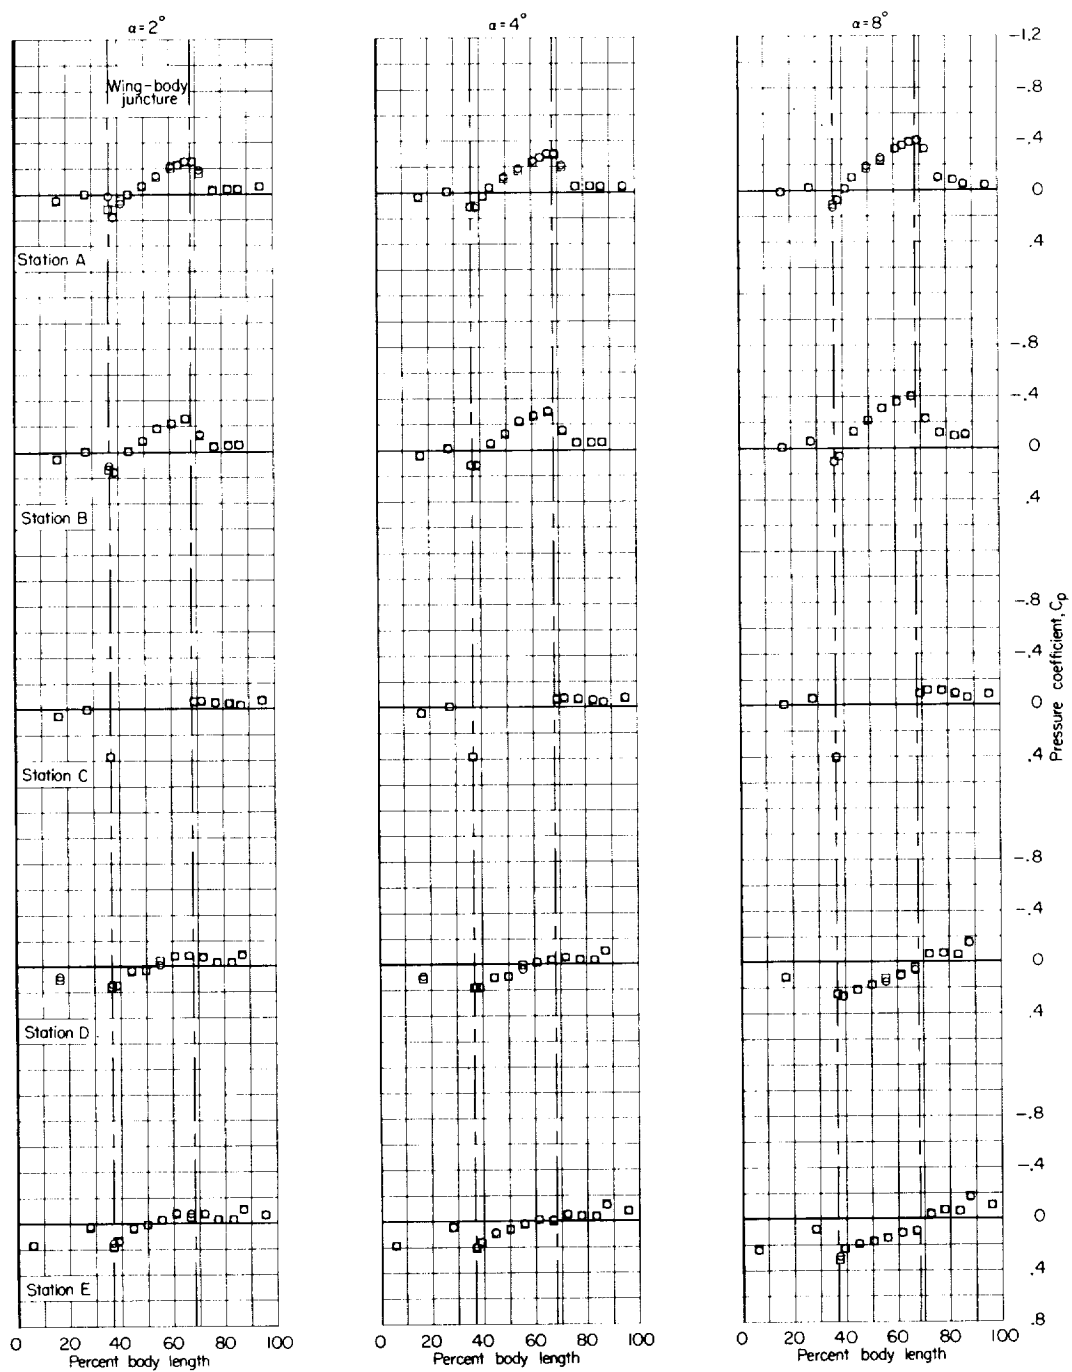 α=2°
α=4°
α=8°
Wing-body
juncture
Station A
Station B
Station C
Station D
Station E
-1.2
-.8
-.4
0
.4
-.8
-.4
0
.4
-.8
-.4
0
.4
-.8
-.4
0
.4
-.8
-.4
0
.4
.8
Pressure coefficient, Cp
0 20 40 60 80 100
Percent body length
0 20 40 60 80 100
Percent body length
0 20 40 60 80 100
Percent body length